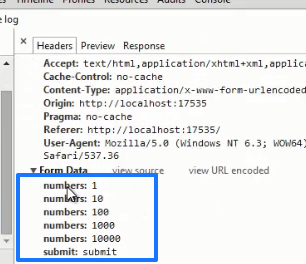 Timeline Profiles Resources Audits Console
e log
× Headers Preview Response
Accept: text/html,application/xhtml+xml,applicatio
Cache-Control: no-cache
Content-Type: application/x-www-form-urlencoded
Origin: http://localhost:17535
Pragma: no-cache
Referer: http://localhost:17535/
User-Agent: Mozilla/5.0 (Windows NT 6.3; WOW64)
Safari/537.36
▼ Form Data view source view URL encoded
numbers: 1
numbers: 10
numbers: 100
numbers: 1000
numbers: 10000
submit: submit